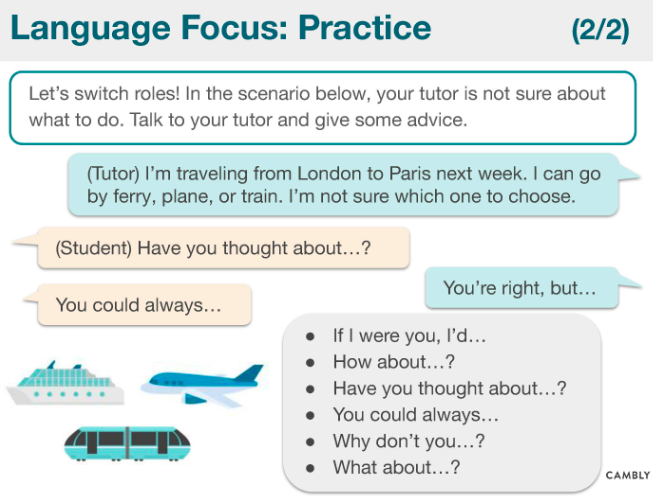 Language Focus: Practice (2/2)
Let's switch roles! In the scenario below, your tutor is not sure about
what to do. Talk to your tutor and give some advice.
(Tutor) I'm traveling from London to Paris next week. I can go
by ferry, plane, or train. I'm not sure which one to choose.
(Student) Have you thought about…?
You're right, but…
You could always…
● If I were you, I'd…
● How about…?
● Have you thought about…?
● You could always…
● Why don't you…?
● What about…?
CAMBLY